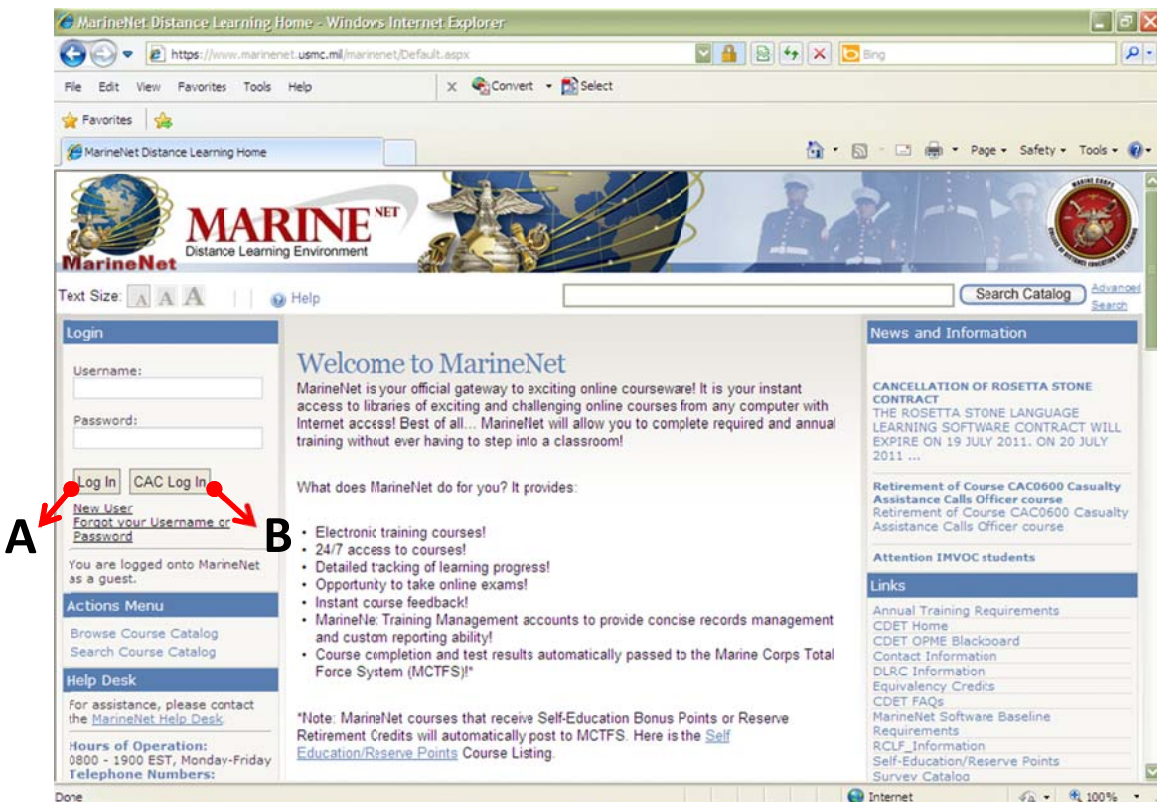 MarineNet Distance Learning Home - Windows Internet Explorer
https://www.marinenet.usmc.mil/marinenet/Default.aspx
Bing
File Edit View Favorites Tools Help
x Convert Select
Favorites
MarineNet Distance Learning Home
Page Safety Tools
MarineNet
MARINE NET
Distance Learning Environment
MARINE CORPS
COLLEGE OF DISTANCE EDUCATION AND TRAINING
Text Size: A A A
Help
Search Catalog
Advanced
Search
Login
Username:
Password:
Log In
CAC Log In
A
B
New User
Forgot your Username or
Password
You are logged onto MarineNet
as a guest.
Actions Menu
Browse Course Catalog
Search Course Catalog
Help Desk
For assistance, please contact
the MarineNet Help Desk.
Hours of Operation:
0800 - 1900 EST, Monday-Friday
Telephone Numbers:
Welcome to MarineNet
MarineNet is your official gateway to exciting online courseware! It is your instant
access to libraries of exciting and challenging online courses from any computer with
Internet access! Best of all... MarineNet will allow you to complete required and annual
training without ever having to step into a classroom!
What does MarineNet do for you? It provides:
• Electronic training courses!
• 24/7 access to courses!
• Detailed tracking of learning progress!
• Opportunity to take online exams!
• Instant course feedback!
• MarineNet Training Management accounts to provide concise records management
and custom reporting ability!
• Course completion and test results automatically passed to the Marine Corps Total
Force System (MCTFS)!*
*Note: MarineNet courses that receive Self-Education Bonus Points or Reserve
Retirement Credits will automatically post to MCTFS. Here is the Self
Education/Reserve Points Course Listing.
News and Information
CANCELLATION OF ROSETTA STONE
CONTRACT
THE ROSETTA STONE LANGUAGE
LEARNING SOFTWARE CONTRACT WILL
EXPIRE ON 19 JULY 2011. ON 20 JULY
2011 ...
Retirement of Course CAC0600 Casualty
Assistance Calls Officer course
Retirement of Course CAC0600 Casualty
Assistance Calls Officer course
Attention IMVOC students
Links
Annual Training Requirements
CDET Home
CDET OPME Blackboard
Contact Information
DLRC Information
Equivalency Credits
CDET FAQs
MarineNet Software Baseline
Requirements
RCLF_Information
Self-Education/Reserve Points
Survey Catalog
Done
Internet
100%